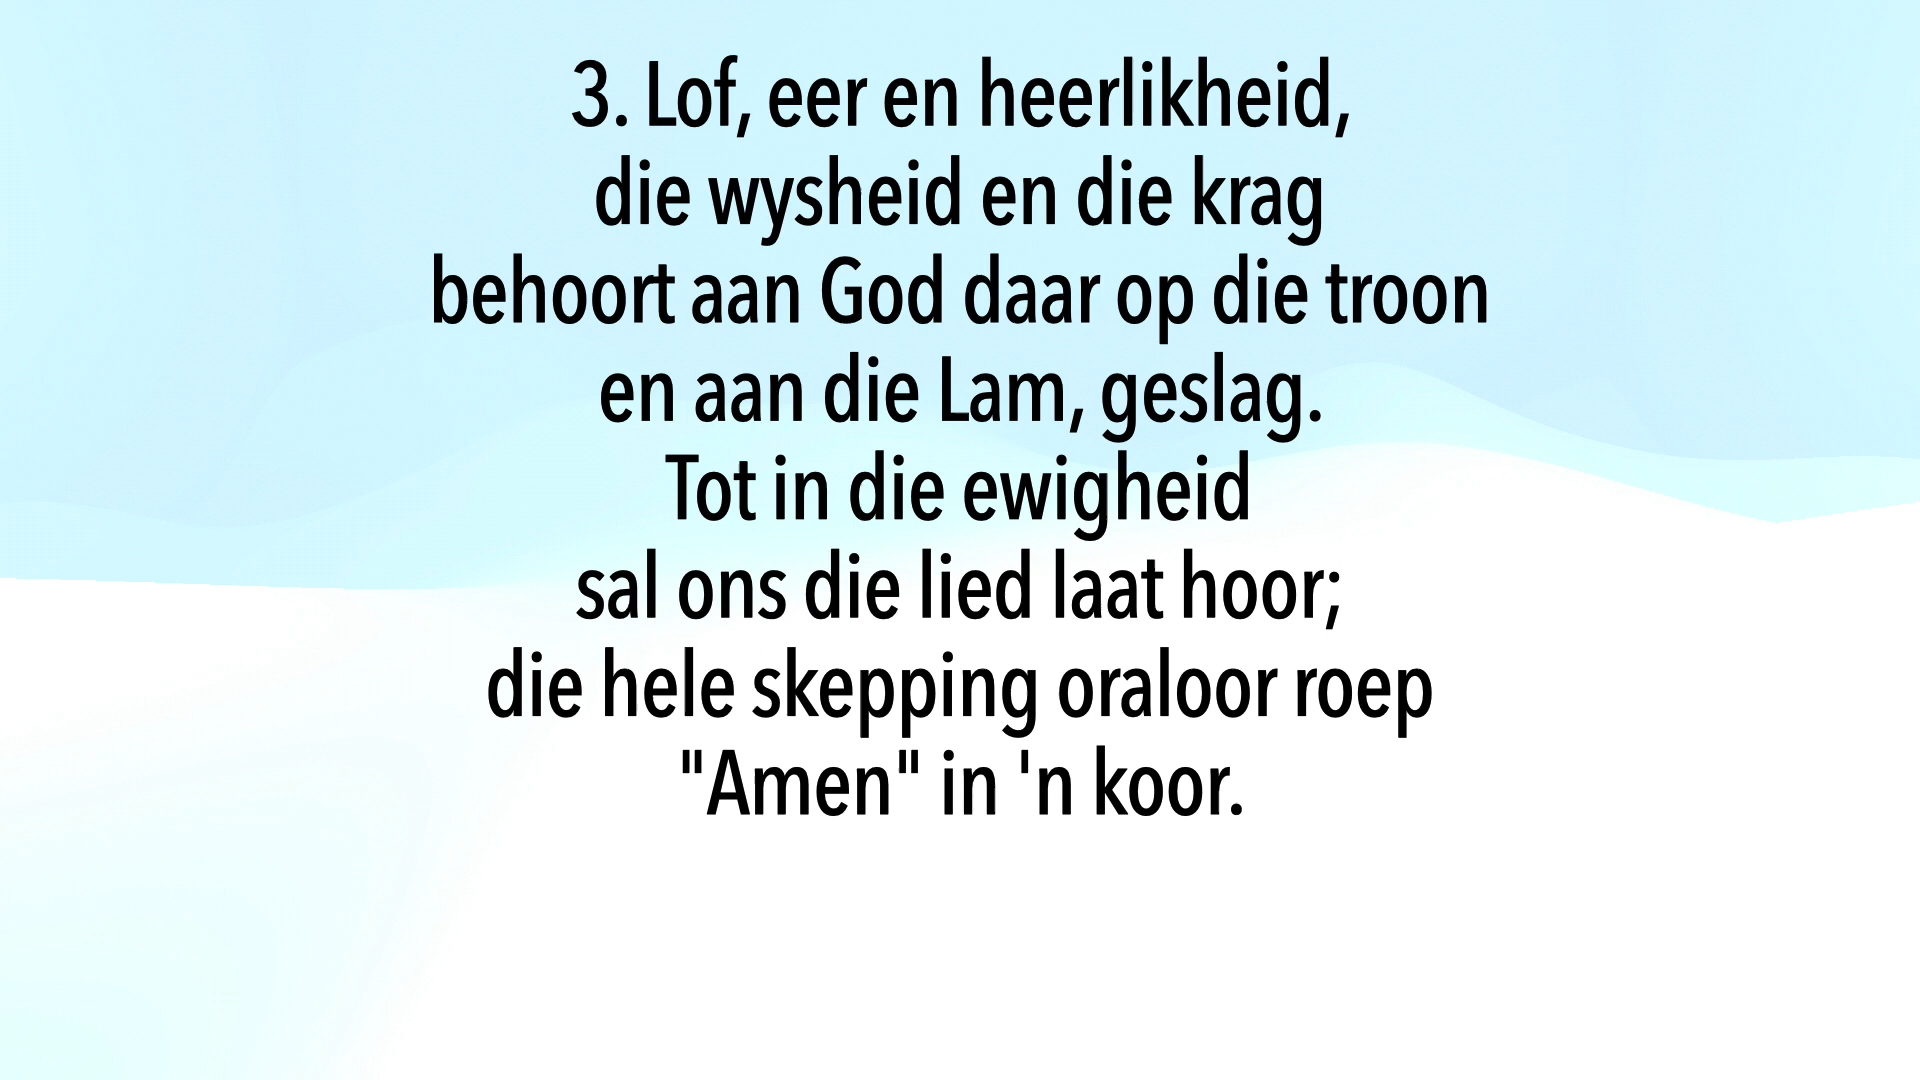 3. Lof, eer en heerlikheid,
die wysheid en die krag
behoort aan God daar op die troon
en aan die Lam, geslag.
Tot in die ewigheid
sal ons die lied laat hoor;
die hele skepping oraloor roep
"Amen" in 'n koor.